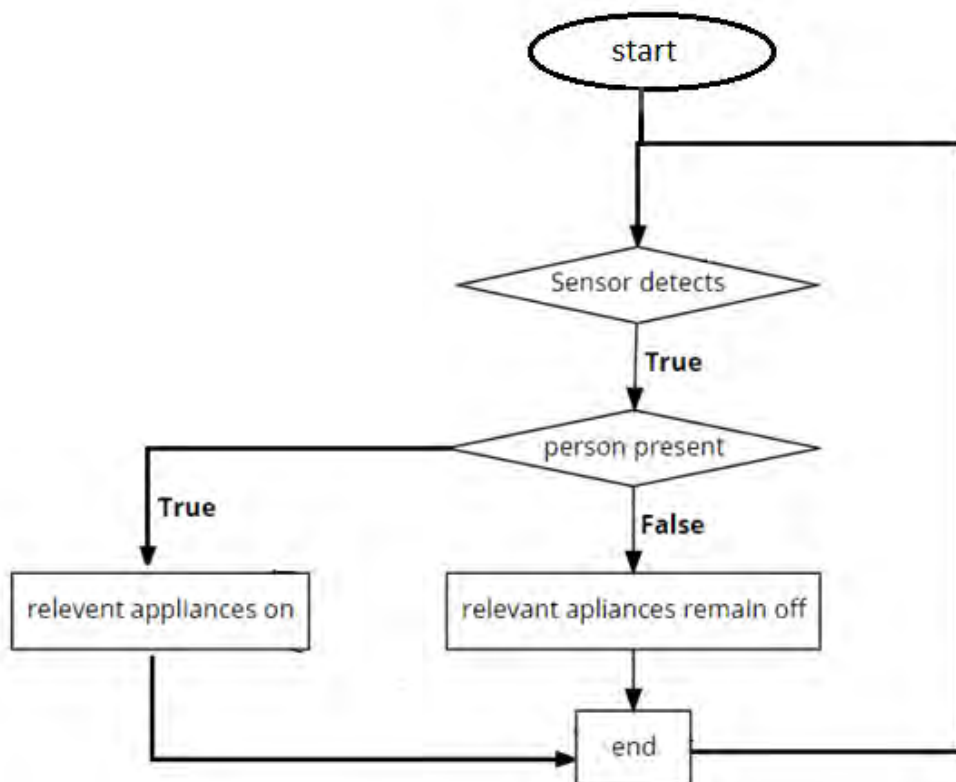 start
Sensor detects
True
person present
True
False
relevent appliances on
relevant apliances remain off
end